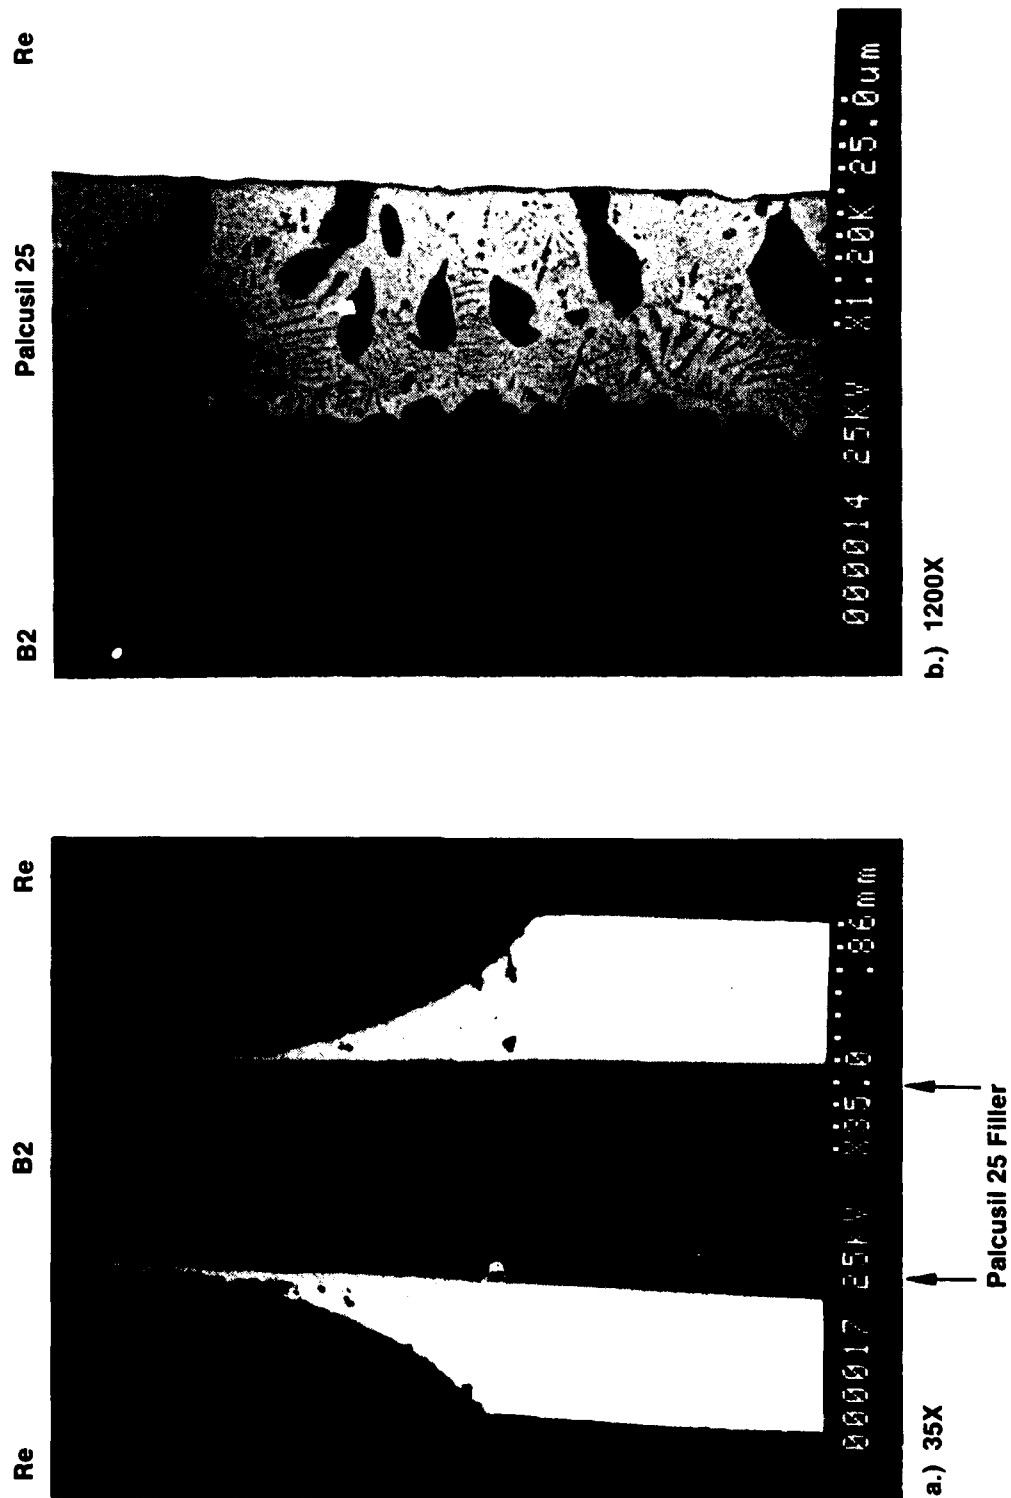 Re B2 Re
000017 25kV X35.0 .86mm
Palcusil 25 Filler
a.) 35X
B2 Palcusil 25 Re
000014 25kV X1.20K 25.0um
b.) 1200X